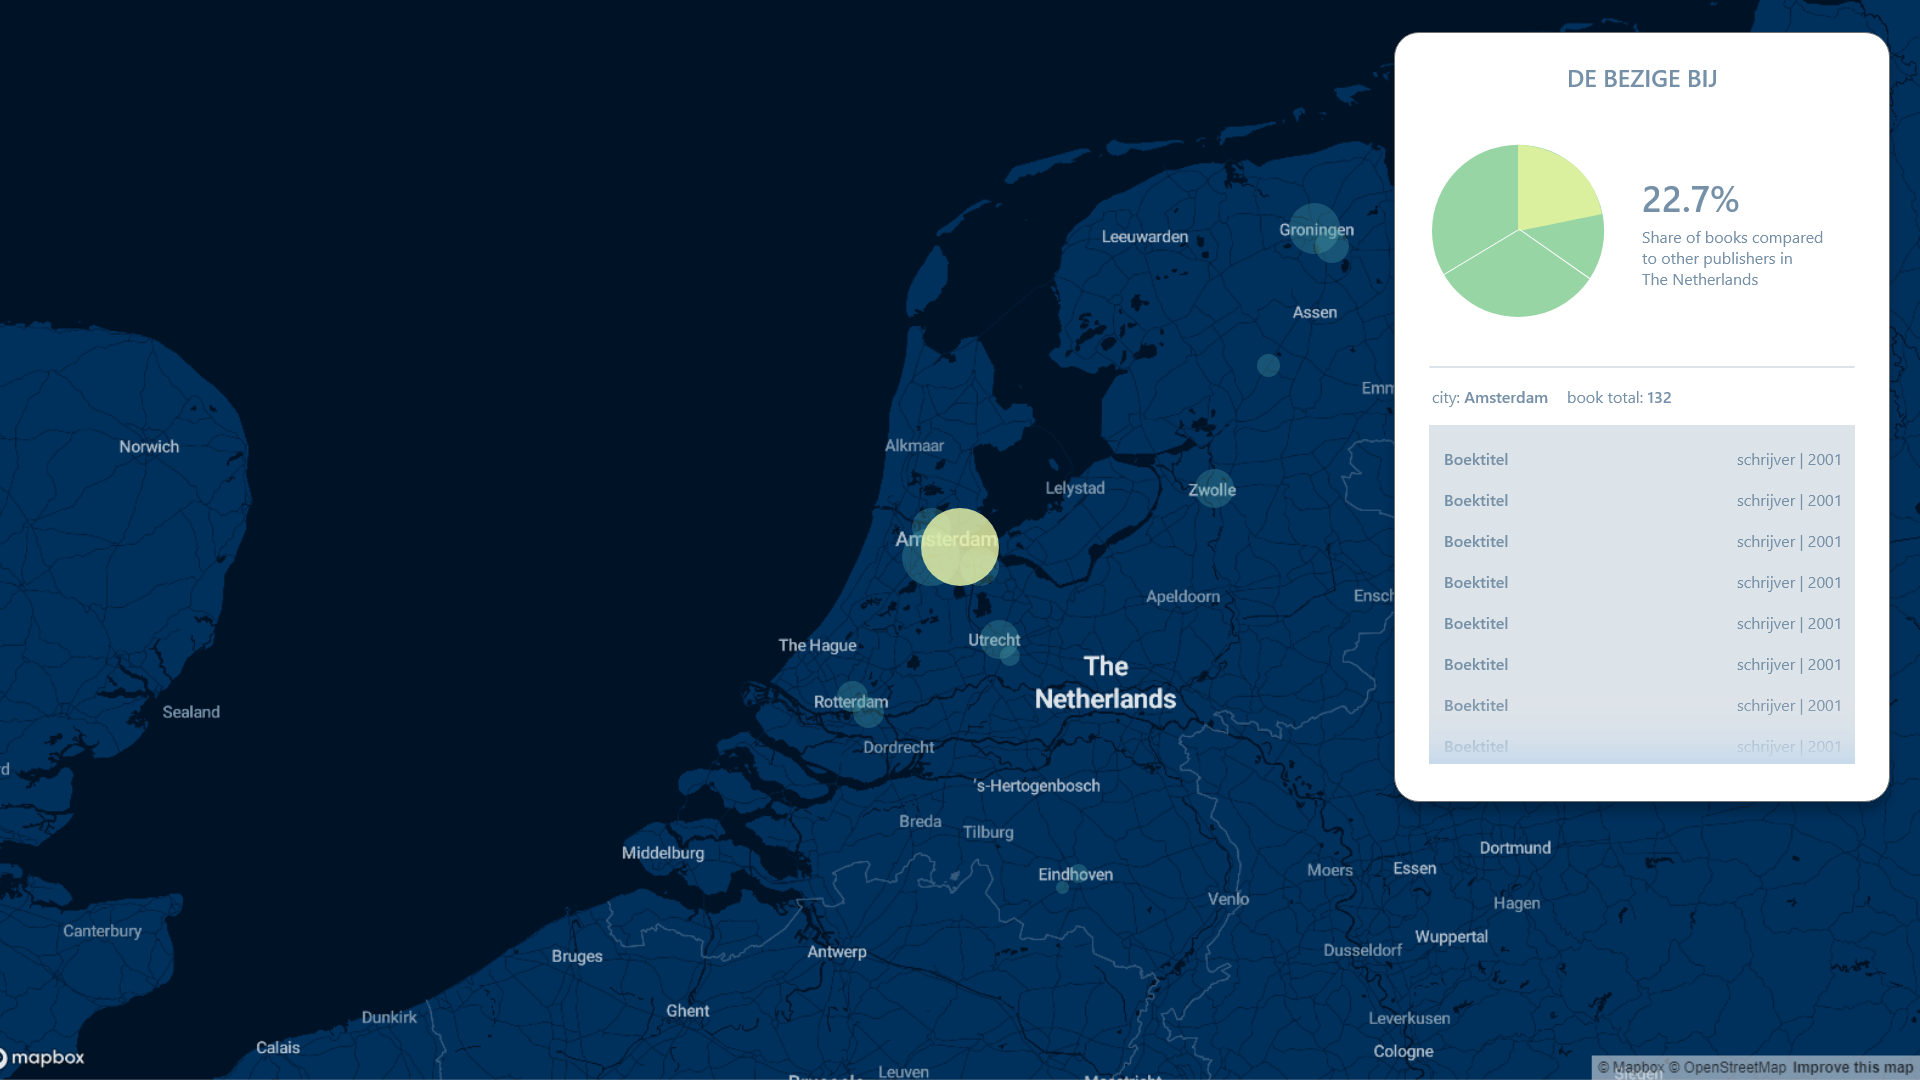 DE BEZIGE BIJ
22.7%
Share of books compared
to other publishers in
The Netherlands
city: Amsterdam book total: 132
Boektitel schrijver | 2001
Boektitel schrijver | 2001
Boektitel schrijver | 2001
Boektitel schrijver | 2001
Boektitel schrijver | 2001
Boektitel schrijver | 2001
Boektitel schrijver | 2001
Boektitel schrijver | 2001
Leeuwarden
Groningen
Assen
Norwich
Alkmaar
Lelystad
Zwolle
Amsterdam
Apeldoorn
The Hague
Utrecht
The
Netherlands
Rotterdam
Sealand
Dordrecht
's-Hertogenbosch
Breda
Tilburg
Middelburg
Eindhoven
Venlo
Moers
Essen
Dortmund
Hagen
Canterbury
Bruges
Antwerp
Dusseldorf
Wuppertal
Ghent
Dunkirk
Leverkusen
Calais
Cologne
Leuven
mapbox
© Mapbox © OpenStreetMap Improve this map